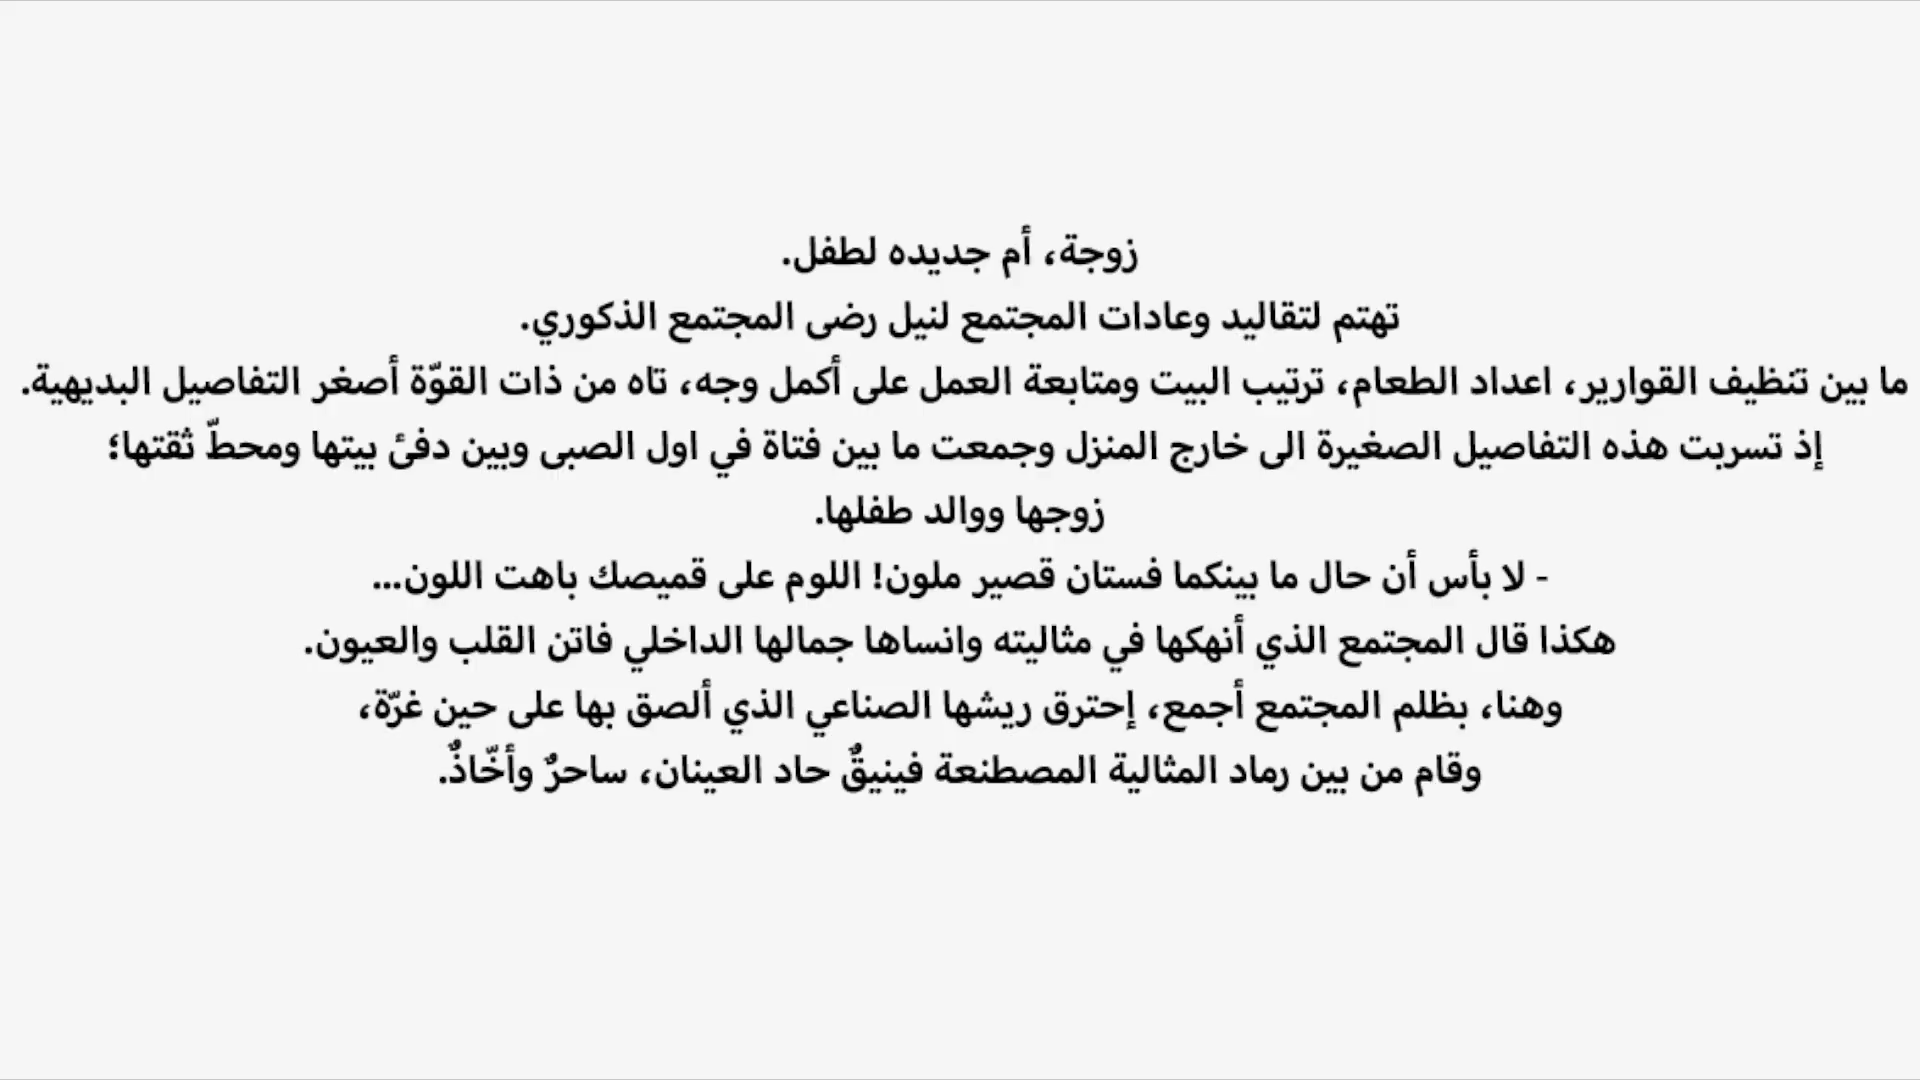 زوجة، أم جديده لطفل.
تهتم لتقاليد وعادات المجتمع لنيل رضى المجتمع الذكوري.
ما بين تنظيف القوارير، اعداد الطعام، ترتيب البيت ومتابعة العمل على أكمل وجه، تاه من ذات القوّة أصغر التفاصيل البديهية.
إذ تسربت هذه التفاصيل الصغيرة الى خارج المنزل وجمعت ما بين فتاة في اول الصبى وبين دفئ بيتها ومحطّ ثقتها؛
زوجها ووالد طفلها.
- لا بأس أن حال ما بينكما فستان قصير ملون! اللوم على قميصك باهت اللون...
هكذا قال المجتمع الذي أنهكها في مثاليته وانساها جمالها الداخلي فاتن القلب والعيون.
وهنا، بظلم المجتمع أجمع، إحترق ريشها الصناعي الذي ألصق بها على حين غرّة،
وقام من بين رماد المثالية المصطنعة فينيقٌ حاد العينان، ساحرٌ وأخّاذٌ.